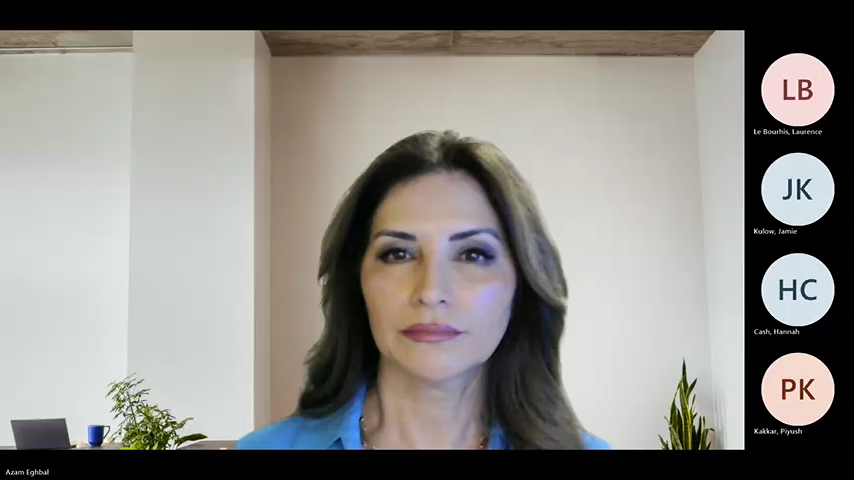 LB
Le Bourhis, Laurence
JK
Kulow, Jamie
HC
Cash, Hannah
PK
Kakkar, Piyush
Azam Eghbal